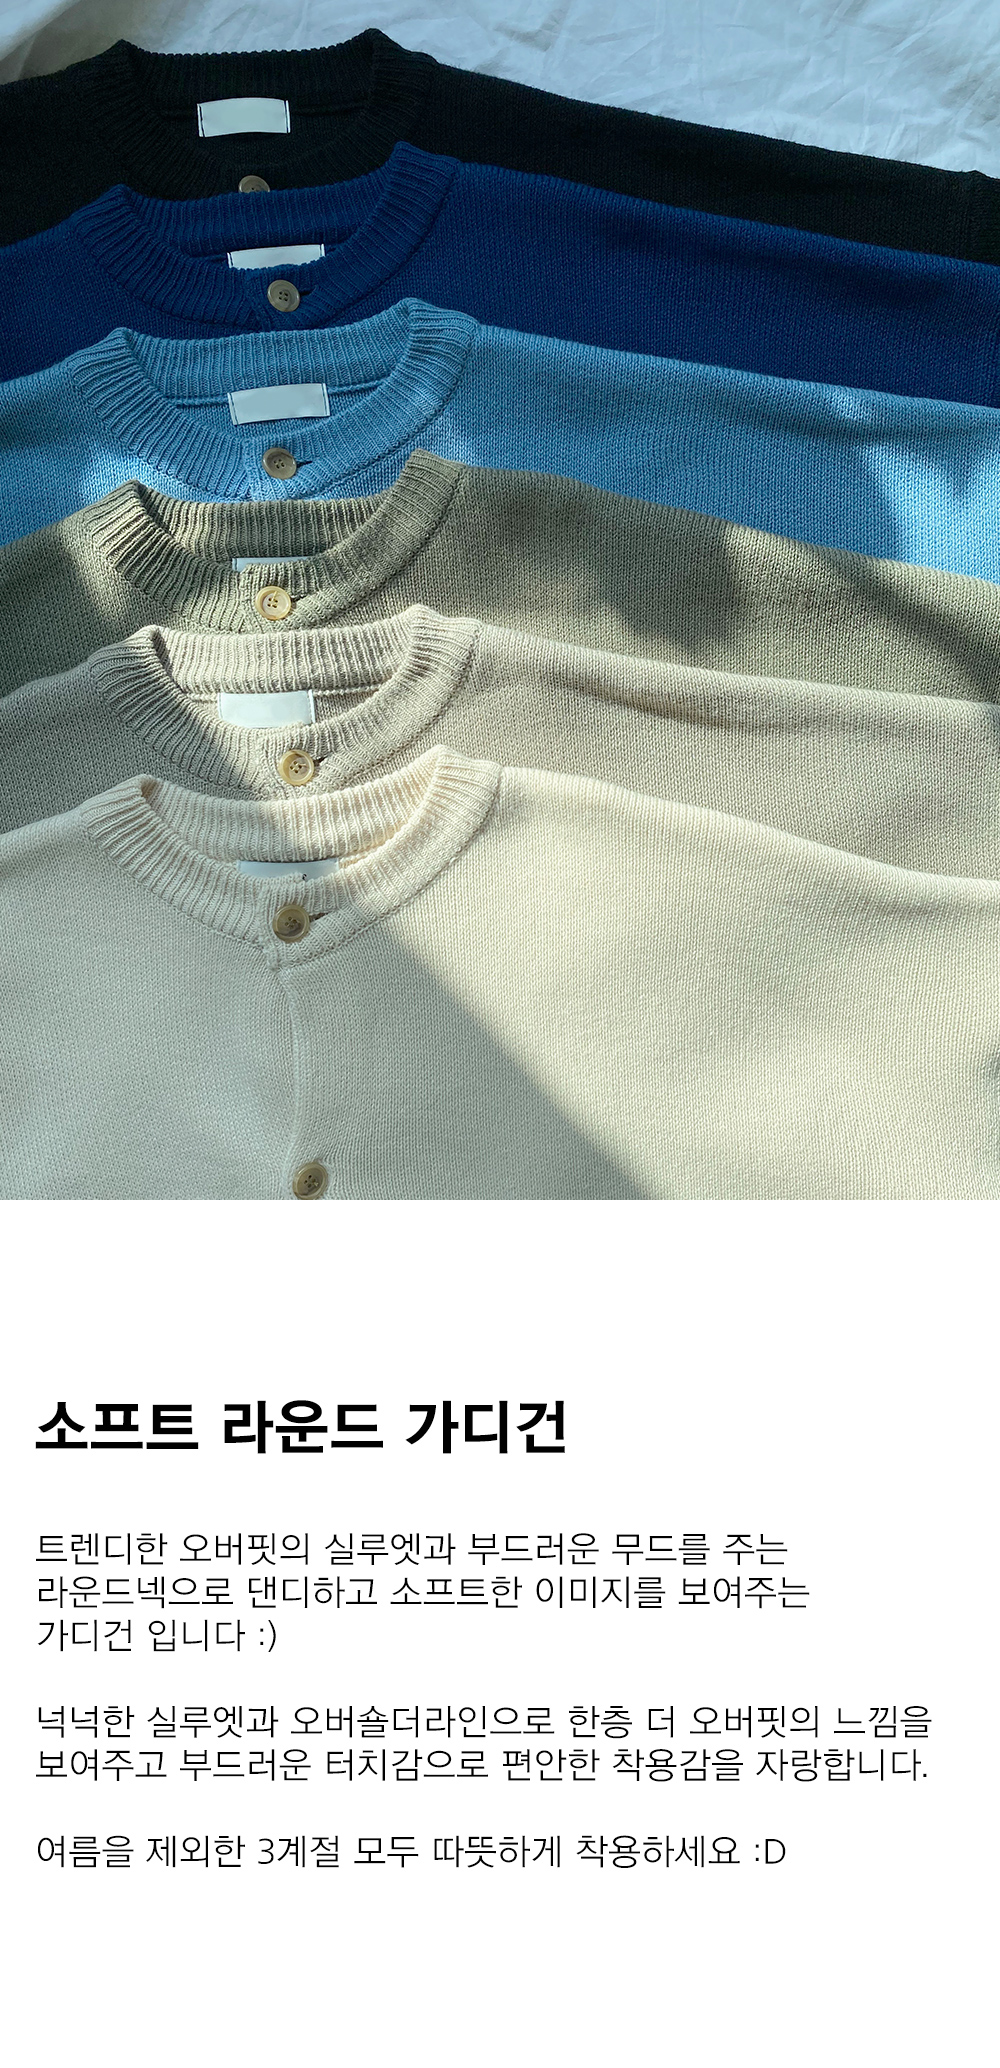 소프트 라운드 가디건
트렌디한 오버핏의 실루엣과 부드러운 무드를 주는
라운드넥으로 댄디하고 소프트한 이미지를 보여주는
가디건 입니다 :)
넉넉한 실루엣과 오버숄더라인으로 한층 더 오버핏의 느낌을
보여주고 부드러운 터치감으로 편안한 착용감을 자랑합니다.
여름을 제외한 3계절 모두 따뜻하게 착용하세요 :D